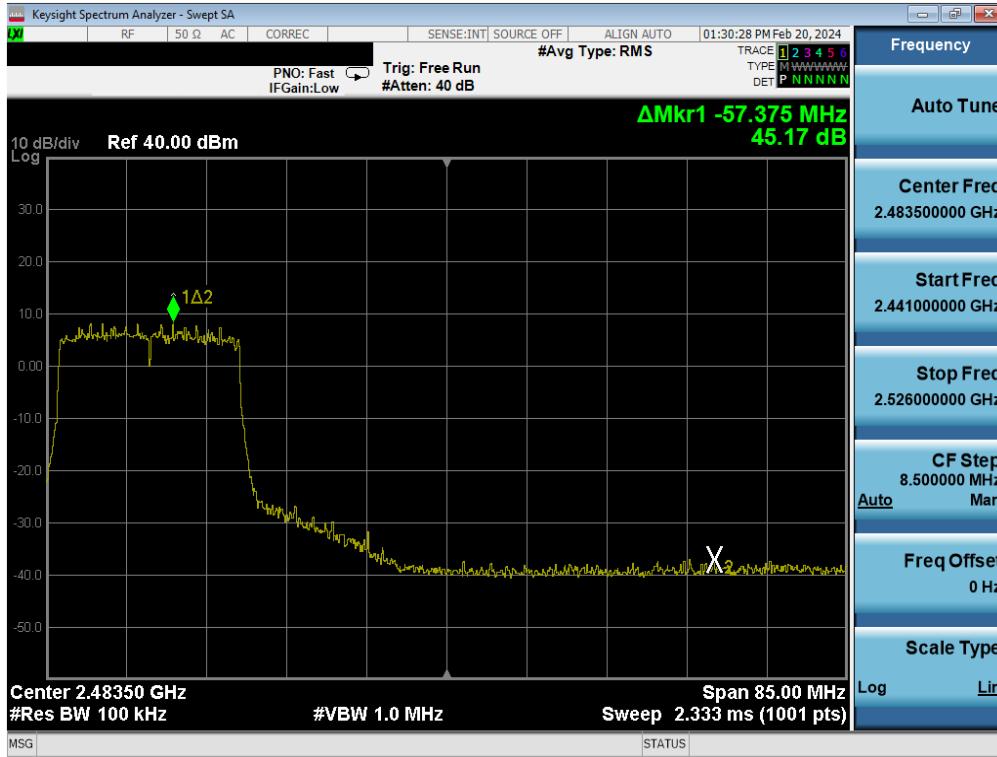 Keysight Spectrum Analyzer - Swept SA
LXI RF 50 Ω AC CORREC SENSE:INT SOURCE OFF ALIGN AUTO 01:30:28 PM Feb 20, 2024
#Avg Type: RMS
TRACE 1 2 3 4 5 6
PNO: Fast Trig: Free Run
TYPE M W W W W W
IFGain:Low #Atten: 40 dB
DET P N N N N N
ΔMkr1 -57.375 MHz
45.17 dB
10 dB/div Ref 40.00 dBm
Log
30.0
20.0
1Δ2
10.0
0.00
-10.0
-20.0
-30.0
X2
-40.0
-50.0
Center 2.48350 GHz Span 85.00 MHz
#Res BW 100 kHz #VBW 1.0 MHz Sweep 2.333 ms (1001 pts)
MSG STATUS
Frequency
Auto Tune
Center Freq
2.483500000 GHz
Start Freq
2.441000000 GHz
Stop Freq
2.526000000 GHz
CF Step
8.500000 MHz
Auto Man
Freq Offset
0 Hz
Scale Type
Log Lin